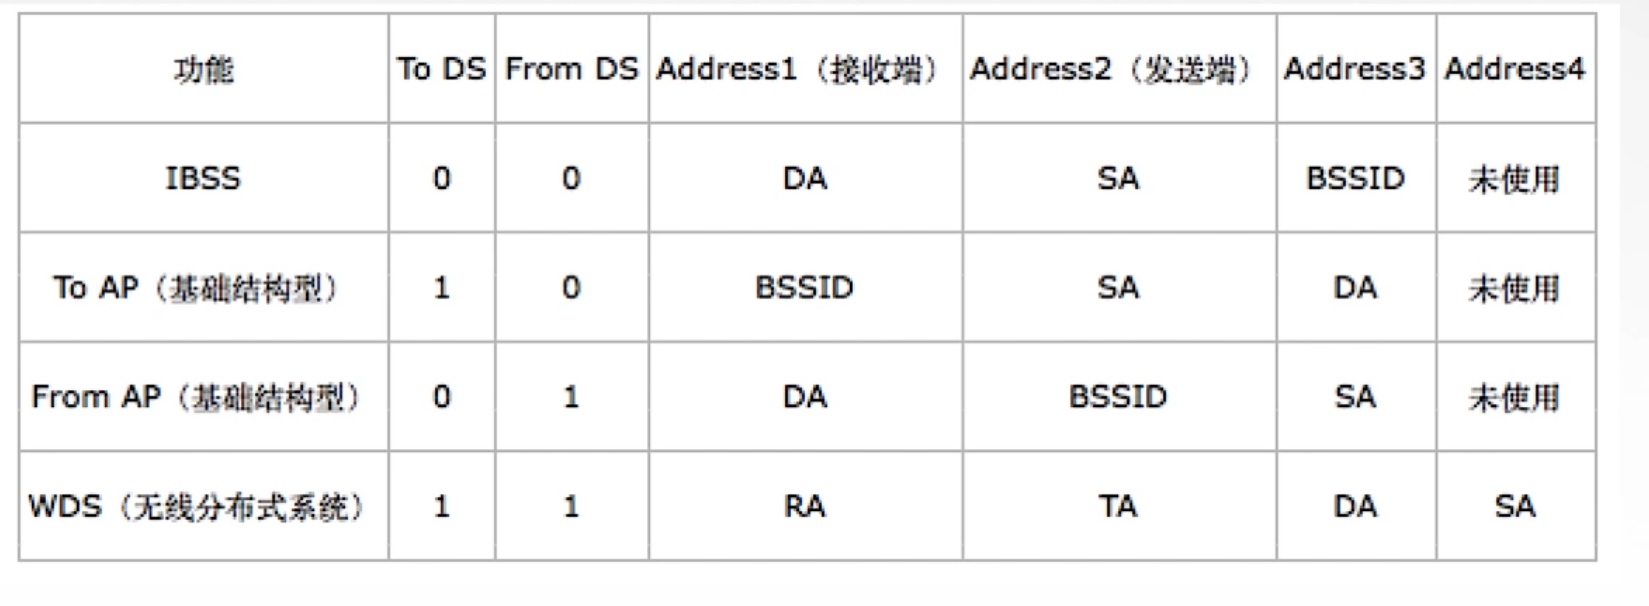 功能 To DS From DS Address1（接收端） Address2（发送端） Address3 Address4
IBSS 0 0 DA SA BSSID 未使用
To AP（基础结构型） 1 0 BSSID SA DA 未使用
From AP（基础结构型） 0 1 DA BSSID SA 未使用
WDS（无线分布式系统） 1 1 RA TA DA SA